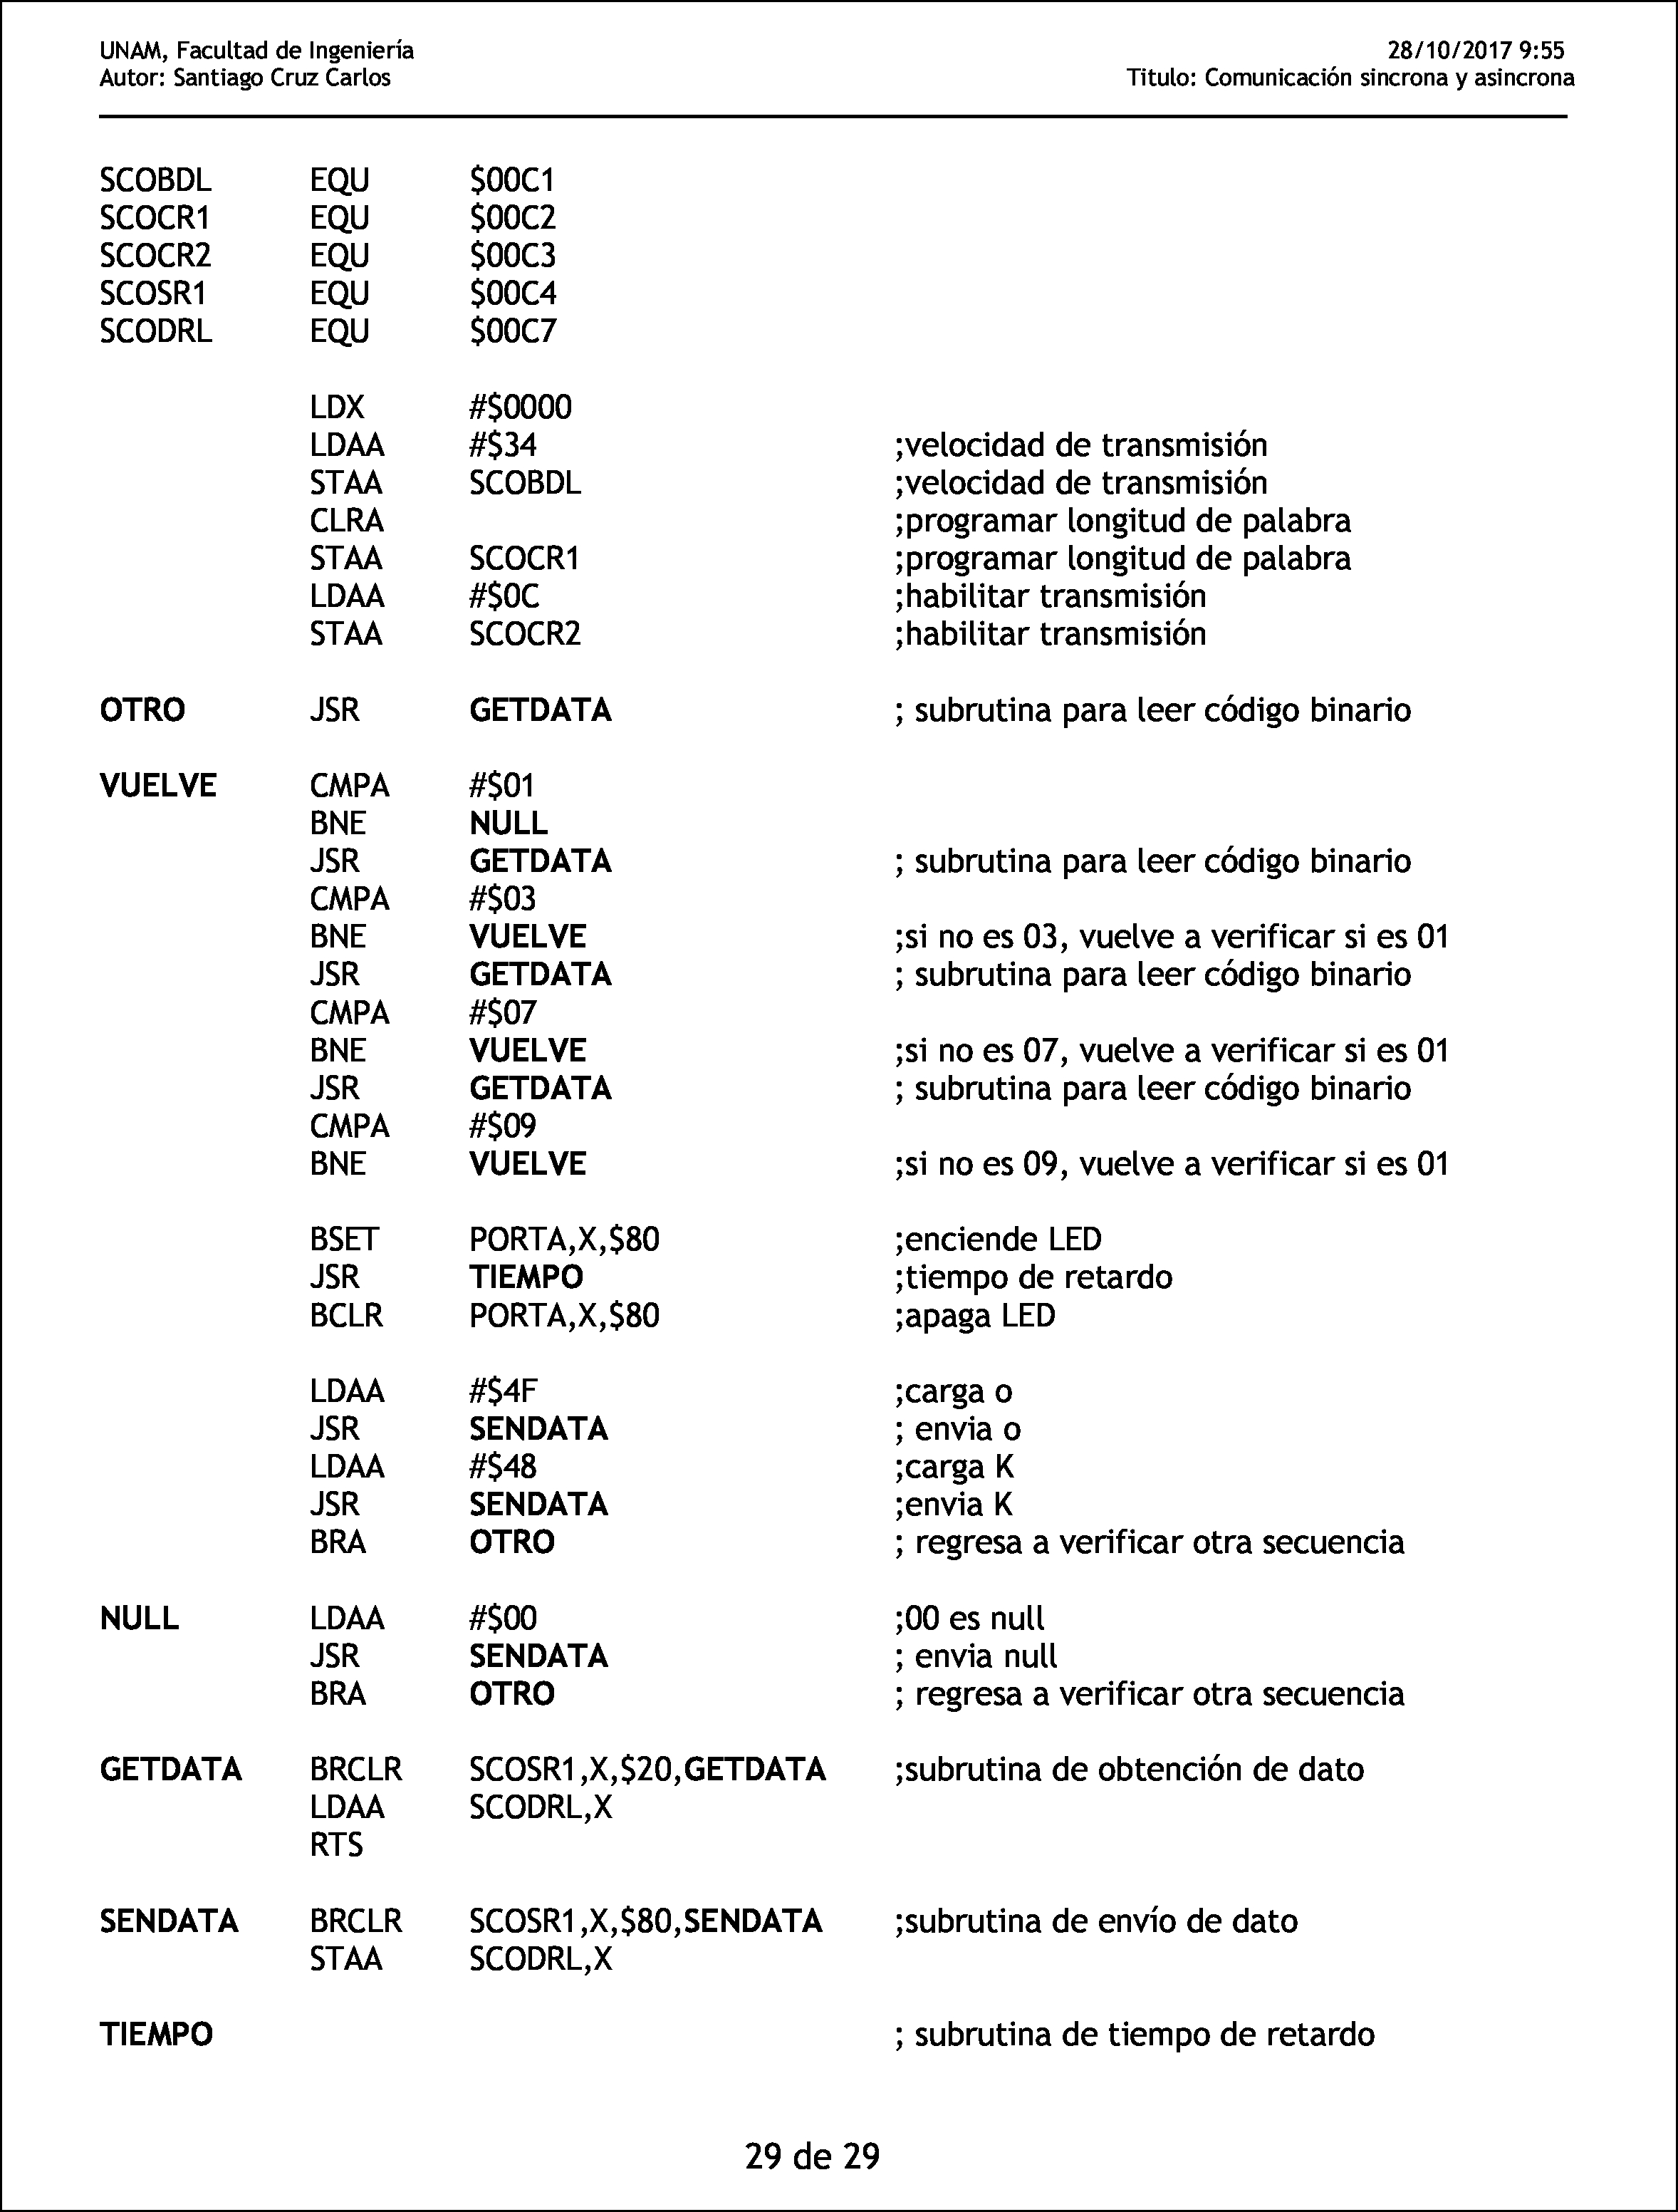 UNAM, Facultad de Ingeniería 28/10/2017 9:55
Autor: Santiago Cruz Carlos Titulo: Comunicación sincrona y asincrona
SCOBDL EQU $00C1
SCOCR1 EQU $00C2
SCOCR2 EQU $00C3
SCOSR1 EQU $00C4
SCODRL EQU $00C7
LDX #$0000
LDAA #$34 ;velocidad de transmisión
STAA SCOBDL ;velocidad de transmisión
CLRA ;programar longitud de palabra
STAA SCOCR1 ;programar longitud de palabra
LDAA #$0C ;habilitar transmisión
STAA SCOCR2 ;habilitar transmisión
OTRO JSR GETDATA ; subrutina para leer código binario
VUELVE CMPA #$01
BNE NULL
JSR GETDATA ; subrutina para leer código binario
CMPA #$03
BNE VUELVE ;si no es 03, vuelve a verificar si es 01
JSR GETDATA ; subrutina para leer código binario
CMPA #$07
BNE VUELVE ;si no es 07, vuelve a verificar si es 01
JSR GETDATA ; subrutina para leer código binario
CMPA #$09
BNE VUELVE ;si no es 09, vuelve a verificar si es 01
BSET PORTA,X,$80 ;enciende LED
JSR TIEMPO ;tiempo de retardo
BCLR PORTA,X,$80 ;apaga LED
LDAA #$4F ;carga o
JSR SENDATA ; envia o
LDAA #$48 ;carga K
JSR SENDATA ;envia K
BRA OTRO ; regresa a verificar otra secuencia
NULL LDAA #$00 ;00 es null
JSR SENDATA ; envia null
BRA OTRO ; regresa a verificar otra secuencia
GETDATA BRCLR SCOSR1,X,$20,GETDATA ;subrutina de obtención de dato
LDAA SCODRL,X
RTS
SENDATA BRCLR SCOSR1,X,$80,SENDATA ;subrutina de envío de dato
STAA SCODRL,X
TIEMPO ; subrutina de tiempo de retardo
29 de 29